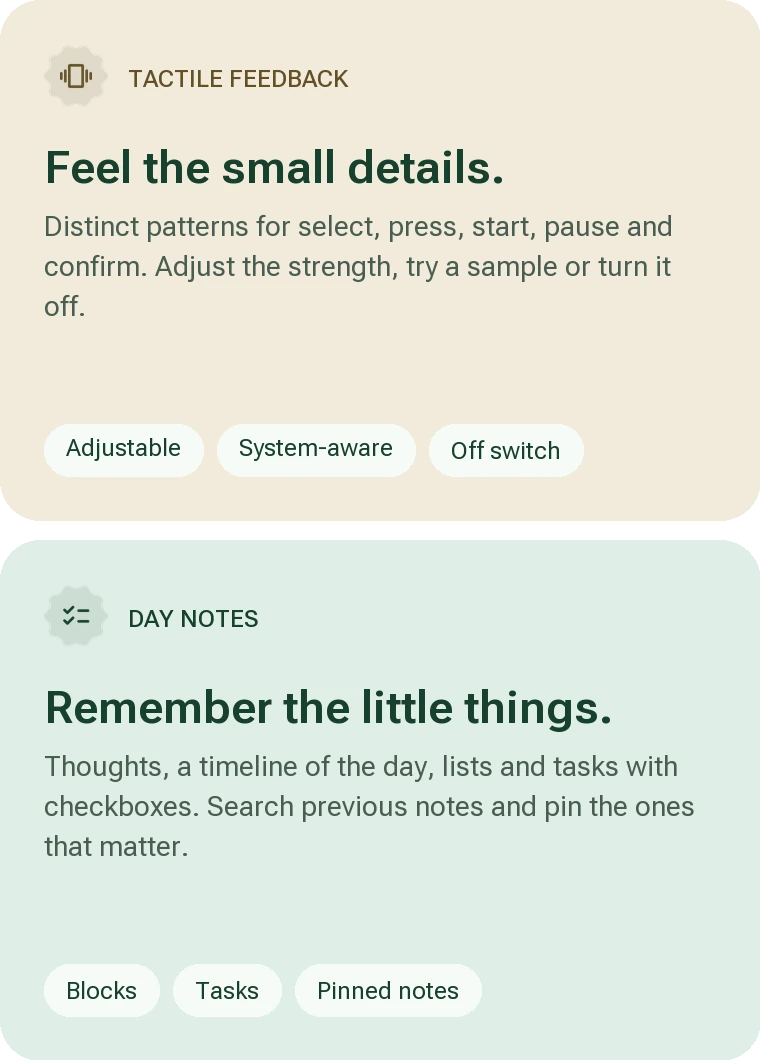 TACTILE FEEDBACK
Feel the small details.
Distinct patterns for select, press, start, pause and
confirm. Adjust the strength, try a sample or turn it
off.
Adjustable
System-aware
Off switch
DAY NOTES
Remember the little things.
Thoughts, a timeline of the day, lists and tasks with
checkboxes. Search previous notes and pin the ones
that matter.
Blocks
Tasks
Pinned notes